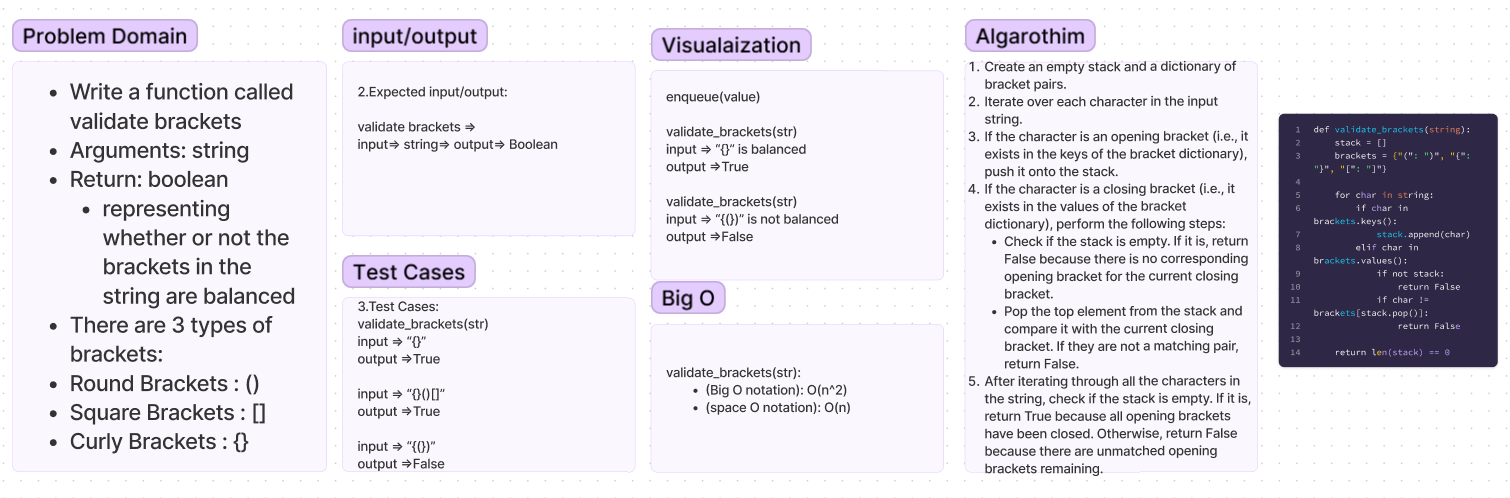 Problem Domain
• Write a function called
validate brackets
• Arguments: string
• Return: boolean
• representing
whether or not the
brackets in the
string are balanced
• There are 3 types of
brackets:
• Round Brackets : ()
• Square Brackets : []
• Curly Brackets : {}
input/output
2.Expected input/output:
validate brackets ⇒
input⇒ string⇒ output⇒ Boolean
Test Cases
3.Test Cases:
validate_brackets(str)
input ⇒ “{}”
output ⇒True
input ⇒ “{}()[]”
output ⇒True
input ⇒ “{(})”
output ⇒False
Visualaization
enqueue(value)
validate_brackets(str)
input ⇒ “{}” is balanced
output ⇒True
validate_brackets(str)
input ⇒ “{(})” is not balanced
output ⇒False
Big O
validate_brackets(str):
• (Big O notation): O(n^2)
• (space O notation): O(n)
Algarothim
1. Create an empty stack and a dictionary of
bracket pairs.
2. Iterate over each character in the input
string.
3. If the character is an opening bracket (i.e., it
exists in the keys of the bracket dictionary),
push it onto the stack.
4. If the character is a closing bracket (i.e., it
exists in the values of the bracket
dictionary), perform the following steps:
• Check if the stack is empty. If it is, return
False because there is no corresponding
opening bracket for the current closing
bracket.
• Pop the top element from the stack and
compare it with the current closing
bracket. If they are not a matching pair,
return False.
5. After iterating through all the characters in
the string, check if the stack is empty. If it is,
return True because all opening brackets
have been closed. Otherwise, return False
because there are unmatched opening
brackets remaining.
1 def validate_brackets(string):
2 stack = []
3 brackets = {"(": ")", "{":
"}", "[": "]"}
4
5 for char in string:
6 if char in
brackets.keys():
7 stack.append(char)
8 elif char in
brackets.values():
9 if not stack:
10 return False
11 if char !=
brackets[stack.pop()]:
12 return False
13
14 return len(stack) == 0